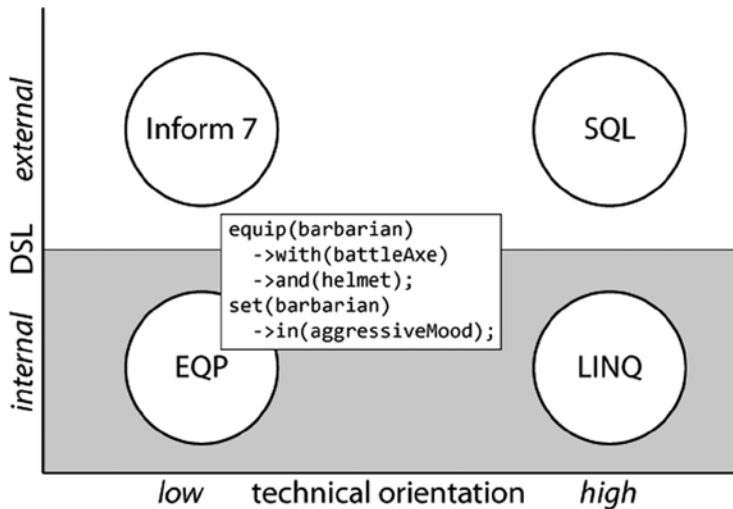 external
DSL
internal
Inform 7
SQL
equip(barbarian)
->with(battleAxe)
->and(helmet);
set(barbarian)
->in(aggressiveMood);
EQP
LINQ
low technical orientation high